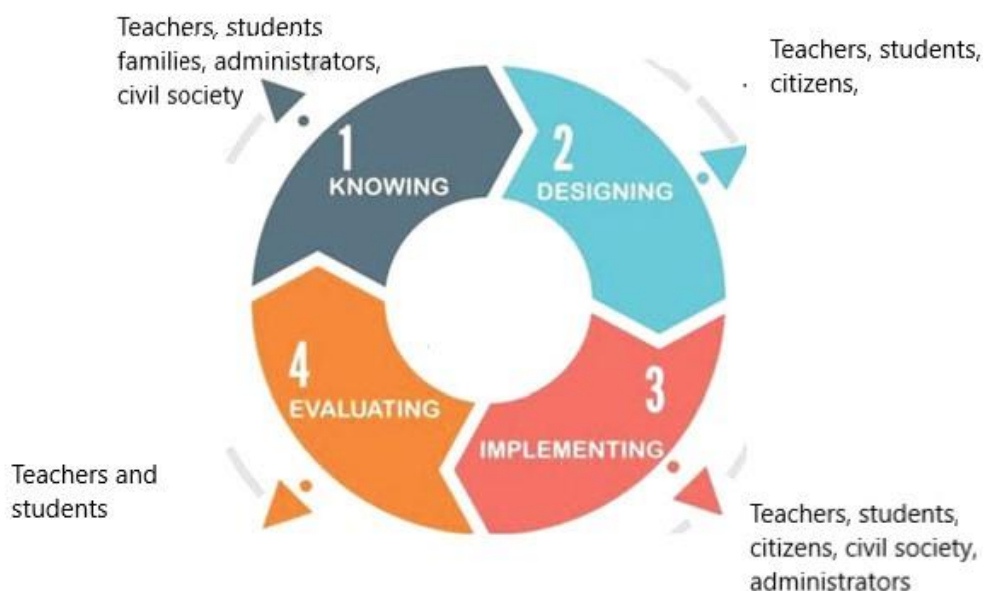 Teachers, students
families, administrators,
civil society
Teachers, students,
citizens,
1
KNOWING
2
DESIGNING
4
EVALUATING
3
IMPLEMENTING
Teachers and
students
Teachers, students,
citizens, civil society,
administrators